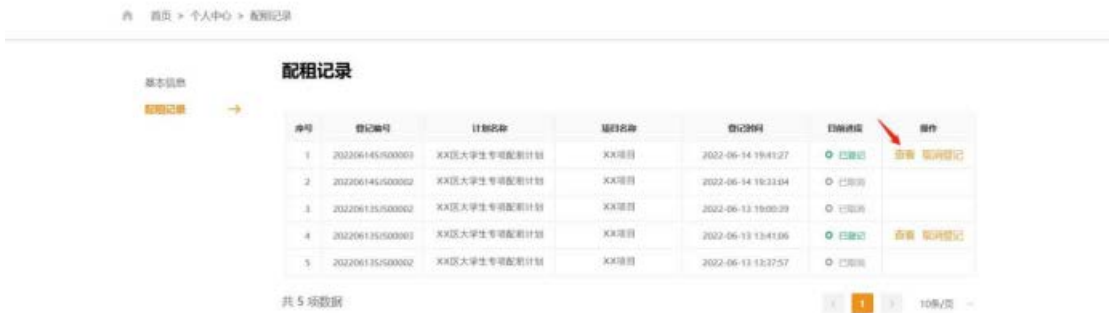 首页 > 个人中心 > 配租记录
配租记录
基本信息
配租记录
序号 登记编号 计划名称 项目名称 登记时间 目前进度 操作
1 20220614SJS00003 XX区大学生专项配租计划 XX项目 2022-06-14 19:41:27 已登记 查看 取消登记
2 20220614SJS00002 XX区大学生专项配租计划 XX项目 2022-06-14 19:33:04 已取消
3 20220613SJS00002 XX区大学生专项配租计划 XX项目 2022-06-13 19:00:39 已取消
4 20220613SJS00003 XX区大学生专项配租计划 XX项目 2022-06-13 13:41:06 已登记 查看 取消登记
5 20220613SJS00002 XX区大学生专项配租计划 XX项目 2022-06-13 13:37:57 已取消
共 5 项数据 < 1 > 10条/页